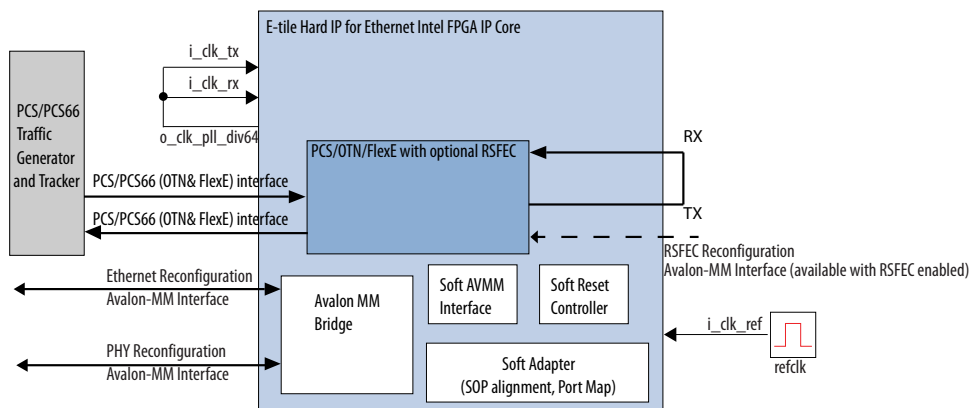 E-tile Hard IP for Ethernet Intel FPGA IP Core
i_clk_tx
i_clk_rx
o_clk_pll_div64
PCS/PCS66
Traffic
Generator
and Tracker
PCS/OTN/FlexE with optional RSFEC
RX
TX
PCS/PCS66 (OTN& FlexE) interface
PCS/PCS66 (OTN& FlexE) interface
RSFEC Reconfiguration
Avalon-MM Interface (available with RSFEC enabled)
Ethernet Reconfiguration
Avalon-MM Interface
Avalon MM
Bridge
Soft AVMM
Interface
Soft Reset
Controller
i_clk_ref
refclk
PHY Reconfiguration
Avalon-MM Interface
Soft Adapter
(SOP alignment, Port Map)